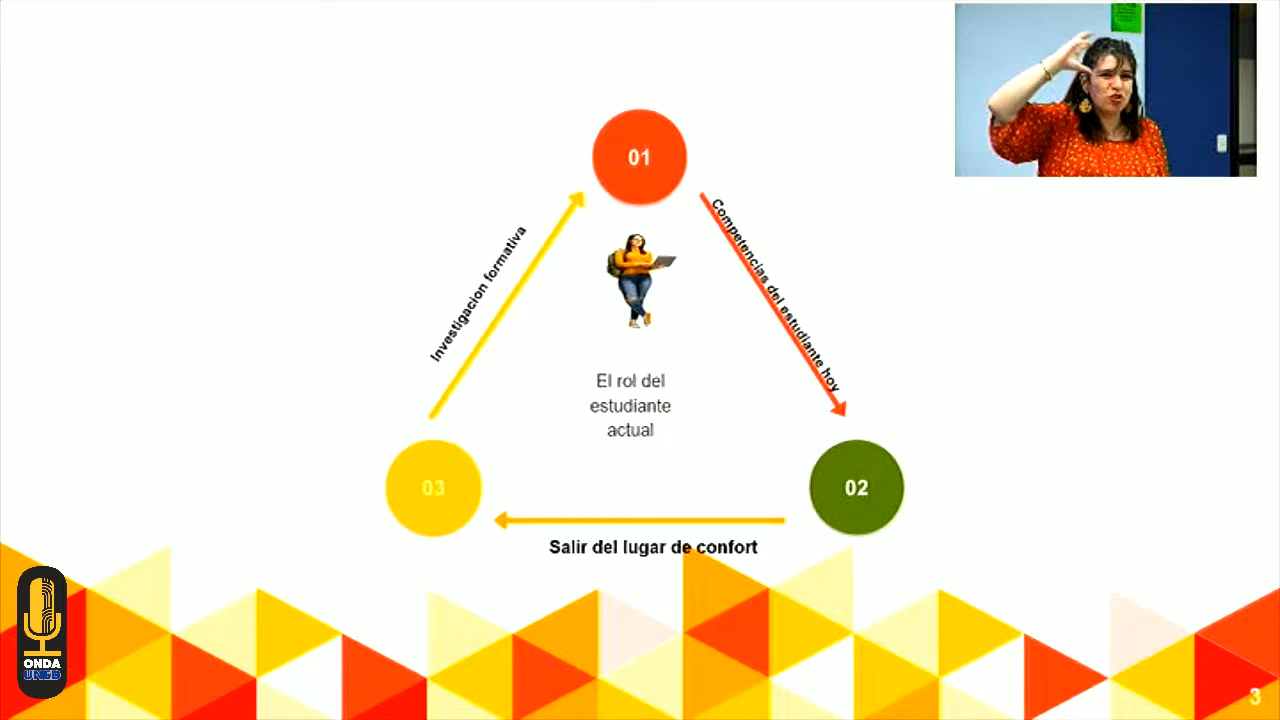 01
Competencias del estudiante hoy
Investigacion formativa
El rol del
estudiante
actual
03
02
Salir del lugar de confort
ONDA
UNED
3